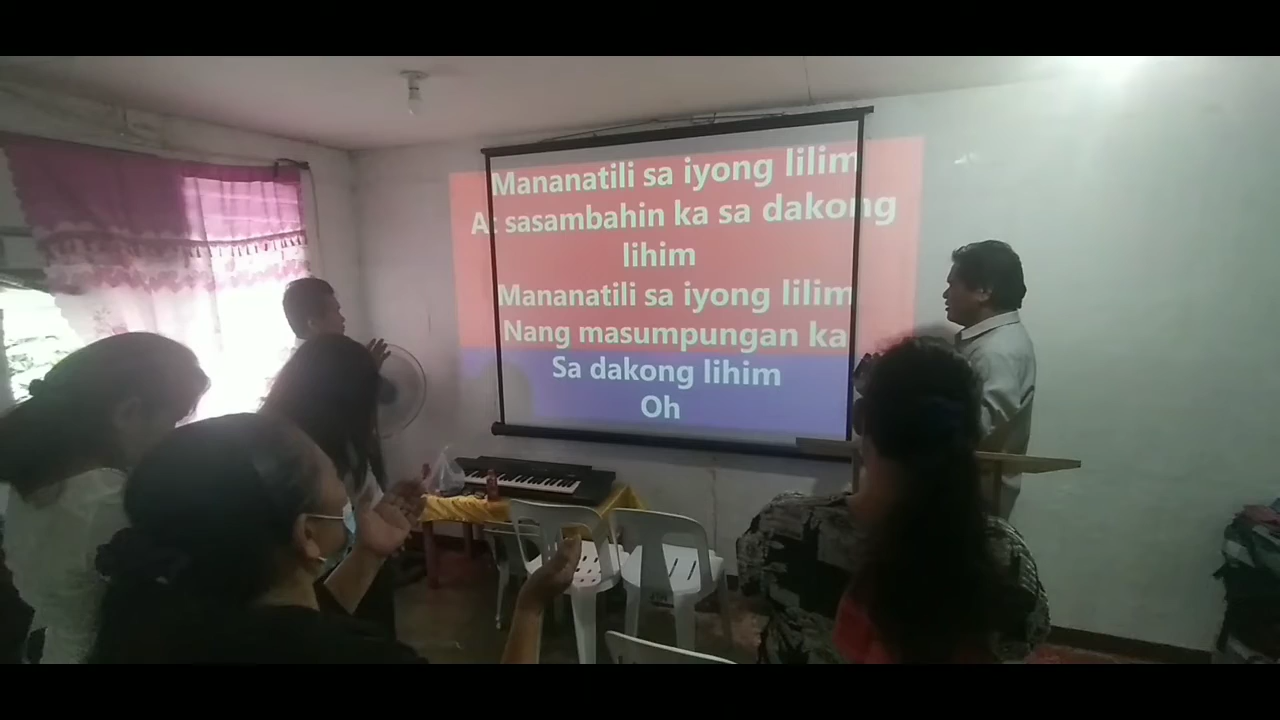 Mananatili sa iyong lilim
At sasambahin ka sa dakong
lihim
Mananatili sa iyong lilim
Nang masumpungan ka
Sa dakong lihim
Oh